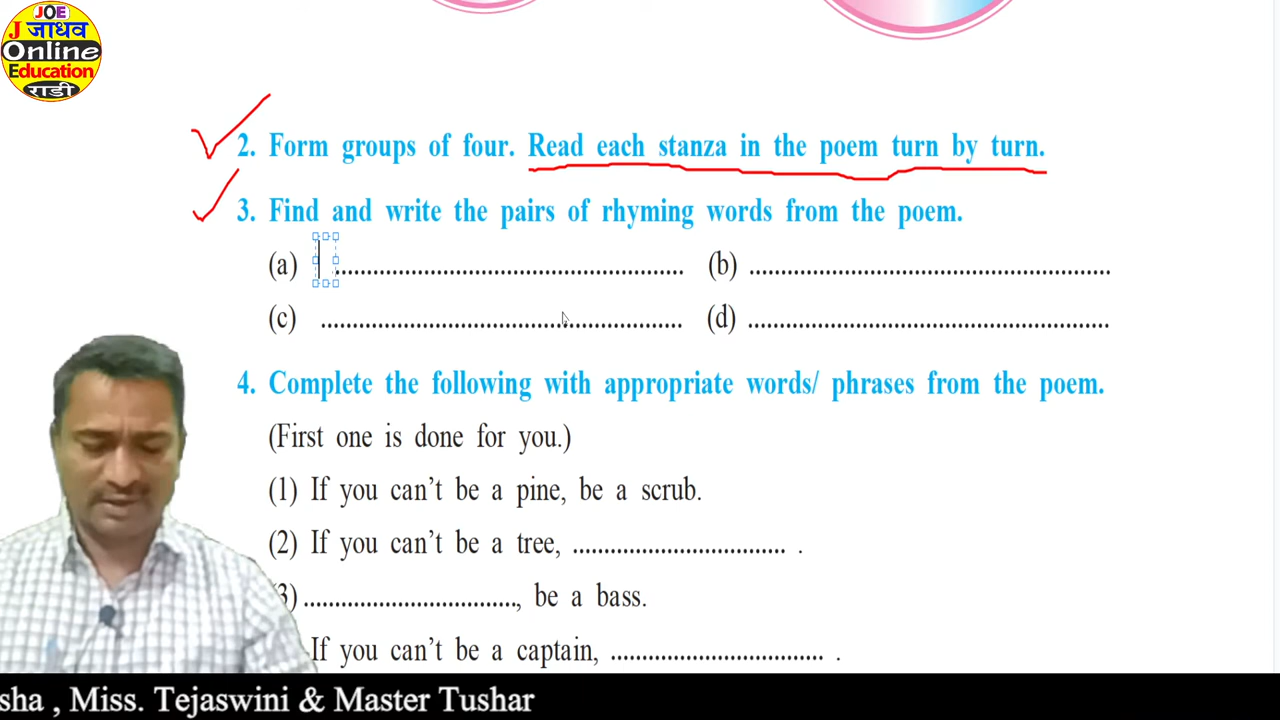 JOE
J जाधव
Online
Education
राडी
2. Form groups of four. Read each stanza in the poem turn by turn.
3. Find and write the pairs of rhyming words from the poem.
(a) ............................................ (b) ............................................
(c) ............................................ (d) ............................................
4. Complete the following with appropriate words/ phrases from the poem.
(First one is done for you.)
(1) If you can't be a pine, be a scrub.
(2) If you can't be a tree, .................................. .
3) .................................., be a bass.
If you can't be a captain, .................................. .
sha , Miss. Tejaswini & Master Tushar